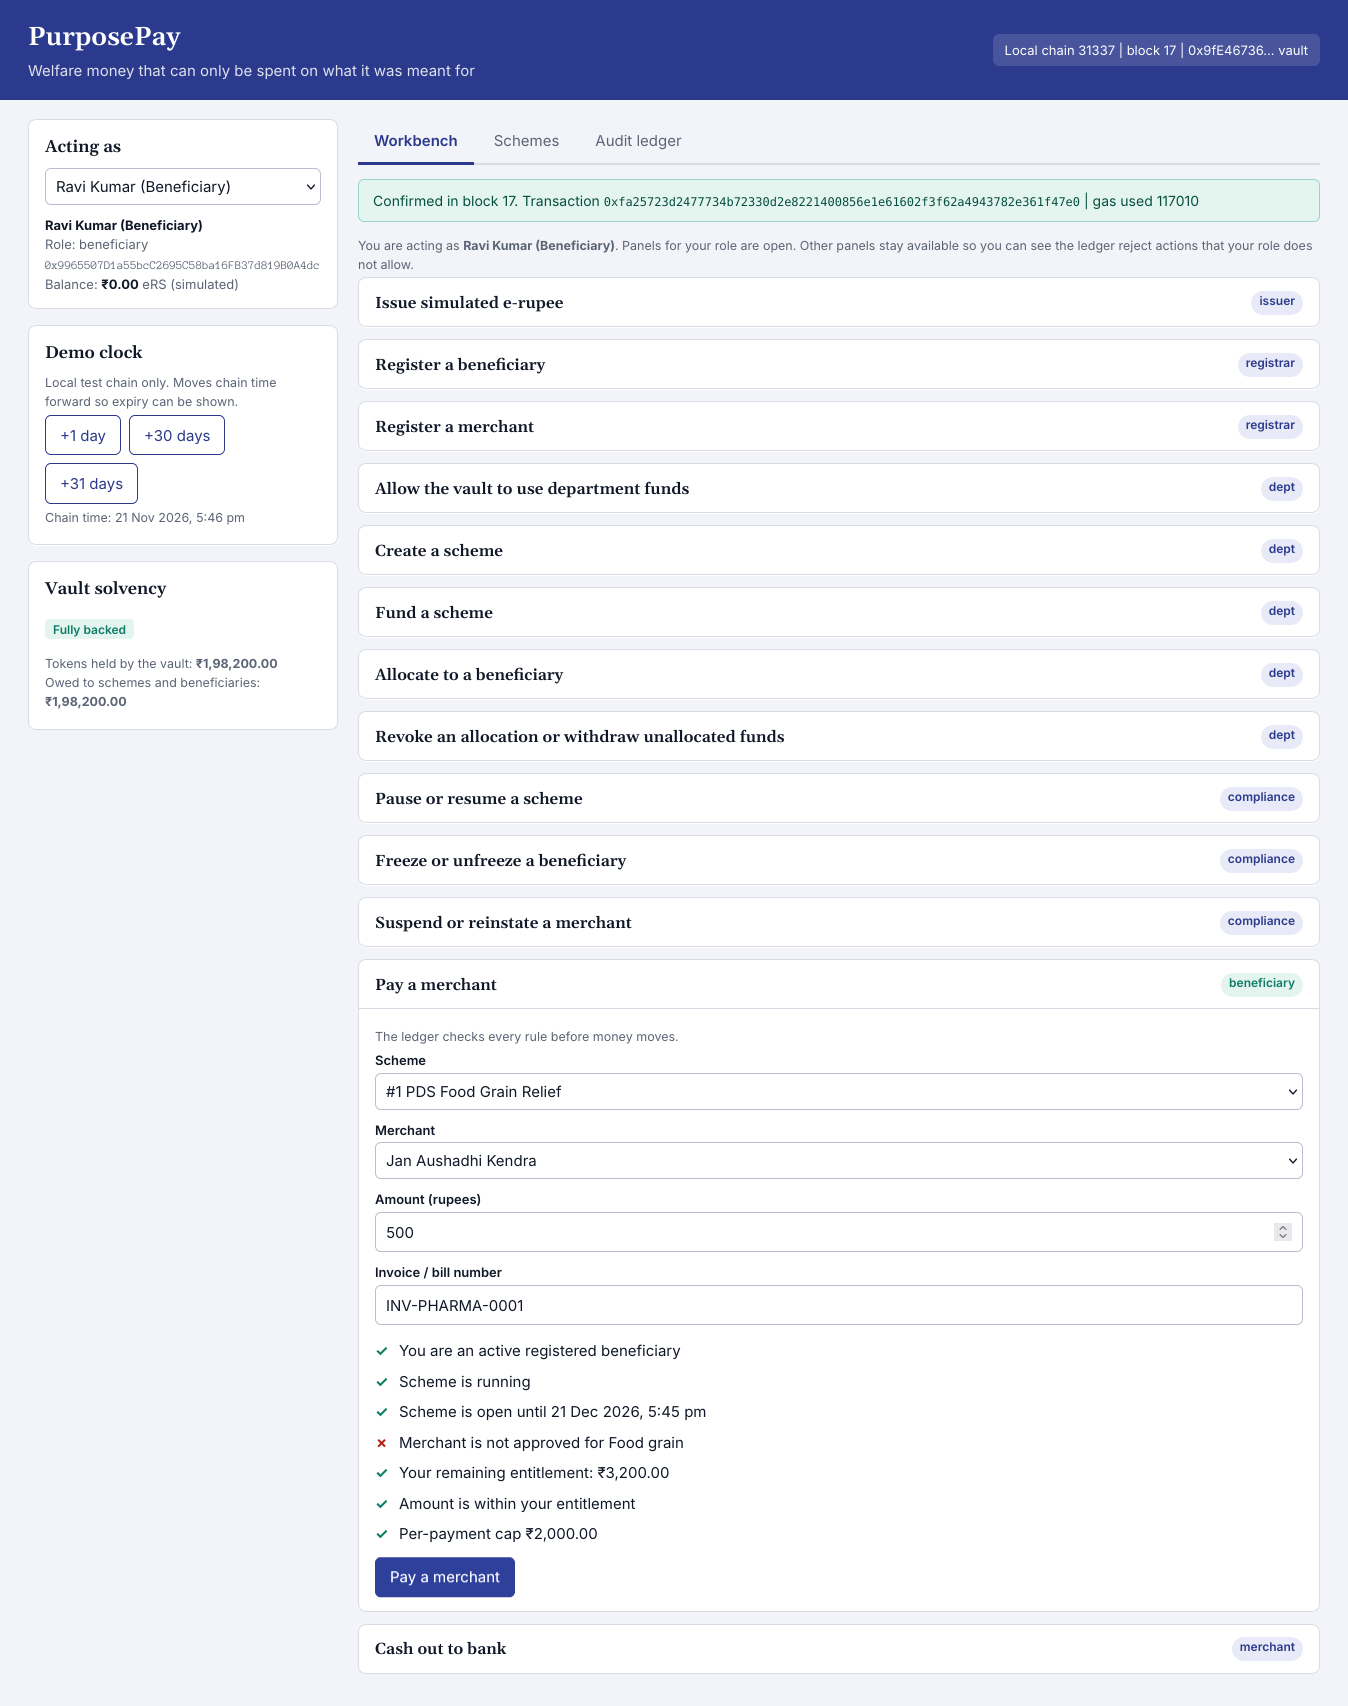 PurposePay
Welfare money that can only be spent on what it was meant for
Local chain 31337 | block 17 | 0x9fE46736... vault
Acting as
Ravi Kumar (Beneficiary)
Ravi Kumar (Beneficiary)
Role: beneficiary
0x9965507D1a55bcC2695C58ba16FB37d819B0A4dc
Balance: ₹0.00 eRS (simulated)
Demo clock
Local test chain only. Moves chain time
forward so expiry can be shown.
+1 day
+30 days
+31 days
Chain time: 21 Nov 2026, 5:46 pm
Vault solvency
Fully backed
Tokens held by the vault: ₹1,98,200.00
Owed to schemes and beneficiaries:
₹1,98,200.00
Workbench
Schemes
Audit ledger
Confirmed in block 17. Transaction 0xfa25723d2477734b72330d2e8221400856e1e61602f3f62a4943782e361f47e0 | gas used 117010
You are acting as Ravi Kumar (Beneficiary). Panels for your role are open. Other panels stay available so you can see the ledger reject actions that your role does
not allow.
Issue simulated e-rupee
issuer
Register a beneficiary
registrar
Register a merchant
registrar
Allow the vault to use department funds
dept
Create a scheme
dept
Fund a scheme
dept
Allocate to a beneficiary
dept
Revoke an allocation or withdraw unallocated funds
dept
Pause or resume a scheme
compliance
Freeze or unfreeze a beneficiary
compliance
Suspend or reinstate a merchant
compliance
Pay a merchant
beneficiary
The ledger checks every rule before money moves.
Scheme
#1 PDS Food Grain Relief
Merchant
Jan Aushadhi Kendra
Amount (rupees)
500
Invoice / bill number
INV-PHARMA-0001
✓ You are an active registered beneficiary
✓ Scheme is running
✓ Scheme is open until 21 Dec 2026, 5:45 pm
× Merchant is not approved for Food grain
✓ Your remaining entitlement: ₹3,200.00
✓ Amount is within your entitlement
✓ Per-payment cap ₹2,000.00
Pay a merchant
Cash out to bank
merchant